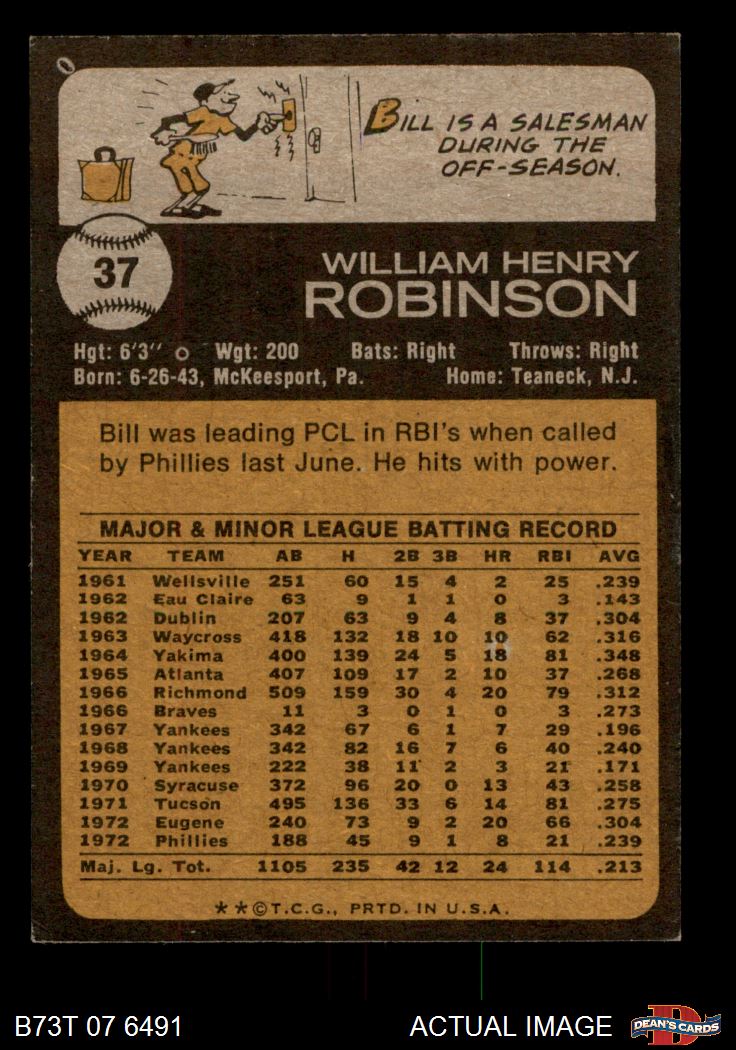 BILL IS A SALESMAN
DURING THE
OFF-SEASON.
37
WILLIAM HENRY
ROBINSON
Hgt: 6'3" Wgt: 200 Bats: Right Throws: Right
Born: 6-26-43, McKeesport, Pa. Home: Teaneck, N.J.
Bill was leading PCL in RBI's when called
by Phillies last June. He hits with power.
MAJOR & MINOR LEAGUE BATTING RECORD
YEAR TEAM AB H 2B 3B HR RBI AVG
1961 Wellsville 251 60 15 4 2 25 .239
1962 Eau Claire 63 9 1 1 0 3 .143
1962 Dublin 207 63 9 4 8 37 .304
1963 Waycross 418 132 18 10 10 62 .316
1964 Yakima 400 139 24 5 18 81 .348
1965 Atlanta 407 109 17 2 10 37 .268
1966 Richmond 509 159 30 4 20 79 .312
1966 Braves 11 3 0 1 0 3 .273
1967 Yankees 342 67 6 1 7 29 .196
1968 Yankees 342 82 16 7 6 40 .240
1969 Yankees 222 38 11 2 3 21 .171
1970 Syracuse 372 96 20 0 13 43 .258
1971 Tucson 495 136 33 6 14 81 .275
1972 Eugene 240 73 9 2 20 66 .304
1972 Phillies 188 45 9 1 8 21 .239
Maj. Lg. Tot. 1105 235 42 12 24 114 .213
**©T.C.G., PRTD. IN U.S.A.
B73T 07 6491 ACTUAL IMAGE DEAN'S CARDS